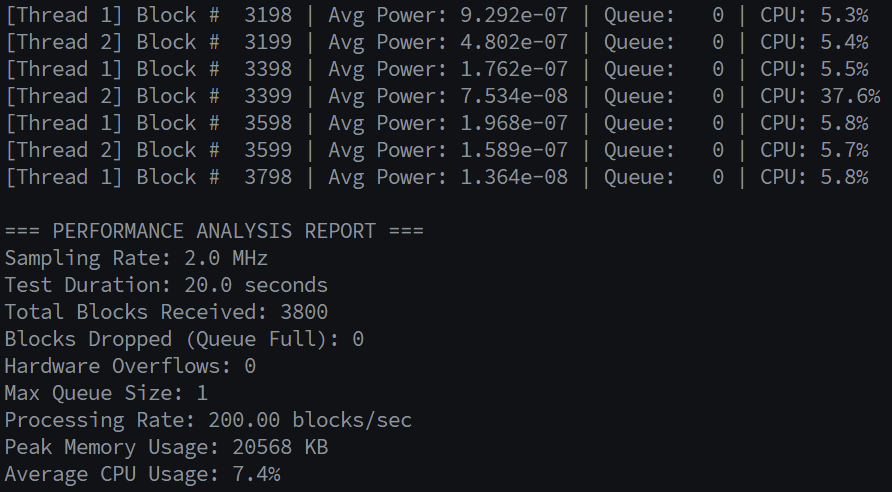 [Thread 1] Block #  3198 | Avg Power: 9.292e-07 | Queue:   0 | CPU: 5.3%
[Thread 2] Block #  3199 | Avg Power: 4.802e-07 | Queue:   0 | CPU: 5.4%
[Thread 1] Block #  3398 | Avg Power: 1.762e-07 | Queue:   0 | CPU: 5.5%
[Thread 2] Block #  3399 | Avg Power: 7.534e-08 | Queue:   0 | CPU: 37.6%
[Thread 1] Block #  3598 | Avg Power: 1.968e-07 | Queue:   0 | CPU: 5.8%
[Thread 2] Block #  3599 | Avg Power: 1.589e-07 | Queue:   0 | CPU: 5.7%
[Thread 1] Block #  3798 | Avg Power: 1.364e-08 | Queue:   0 | CPU: 5.8%
=== PERFORMANCE ANALYSIS REPORT ===
Sampling Rate: 2.0 MHz
Test Duration: 20.0 seconds
Total Blocks Received: 3800
Blocks Dropped (Queue Full): 0
Hardware Overflows: 0
Max Queue Size: 1
Processing Rate: 200.00 blocks/sec
Peak Memory Usage: 20568 KB
Average CPU Usage: 7.4%